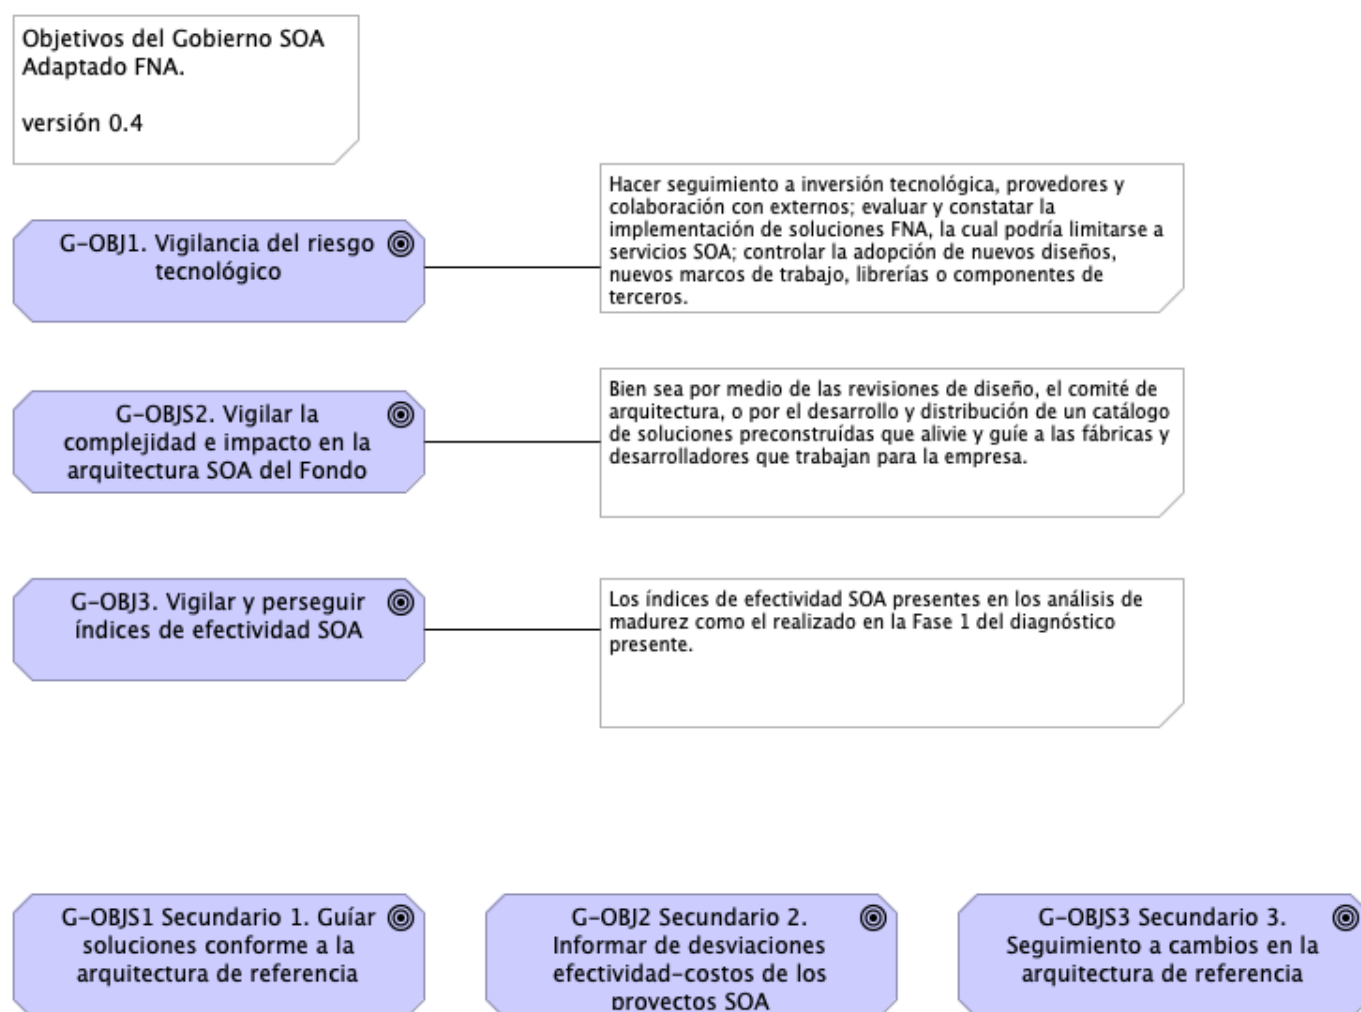 Objetivos del Gobierno SOA
Adaptado FNA.
versión 0.4
G-OBJ1. Vigilancia del riesgo
tecnológico
Hacer seguimiento a inversión tecnológica, provedores y
colaboración con externos; evaluar y constatar la
implementación de soluciones FNA, la cual podría limitarse a
servicios SOA; controlar la adopción de nuevos diseños,
nuevos marcos de trabajo, librerías o componentes de
terceros.
G-OBJS2. Vigilar la
complejidad e impacto en la
arquitectura SOA del Fondo
Bien sea por medio de las revisiones de diseño, el comité de
arquitectura, o por el desarrollo y distribución de un catálogo
de soluciones preconstruídas que alivie y guíe a las fábricas y
desarrolladores que trabajan para la empresa.
G-OBJ3. Vigilar y perseguir
índices de efectividad SOA
Los índices de efectividad SOA presentes en los análisis de
madurez como el realizado en la Fase 1 del diagnóstico
presente.
G-OBJS1 Secundario 1. Guíar
soluciones conforme a la
arquitectura de referencia
G-OBJ2 Secundario 2.
Informar de desviaciones
efectividad-costos de los
proyectos SOA
G-OBJS3 Secundario 3.
Seguimiento a cambios en la
arquitectura de referencia